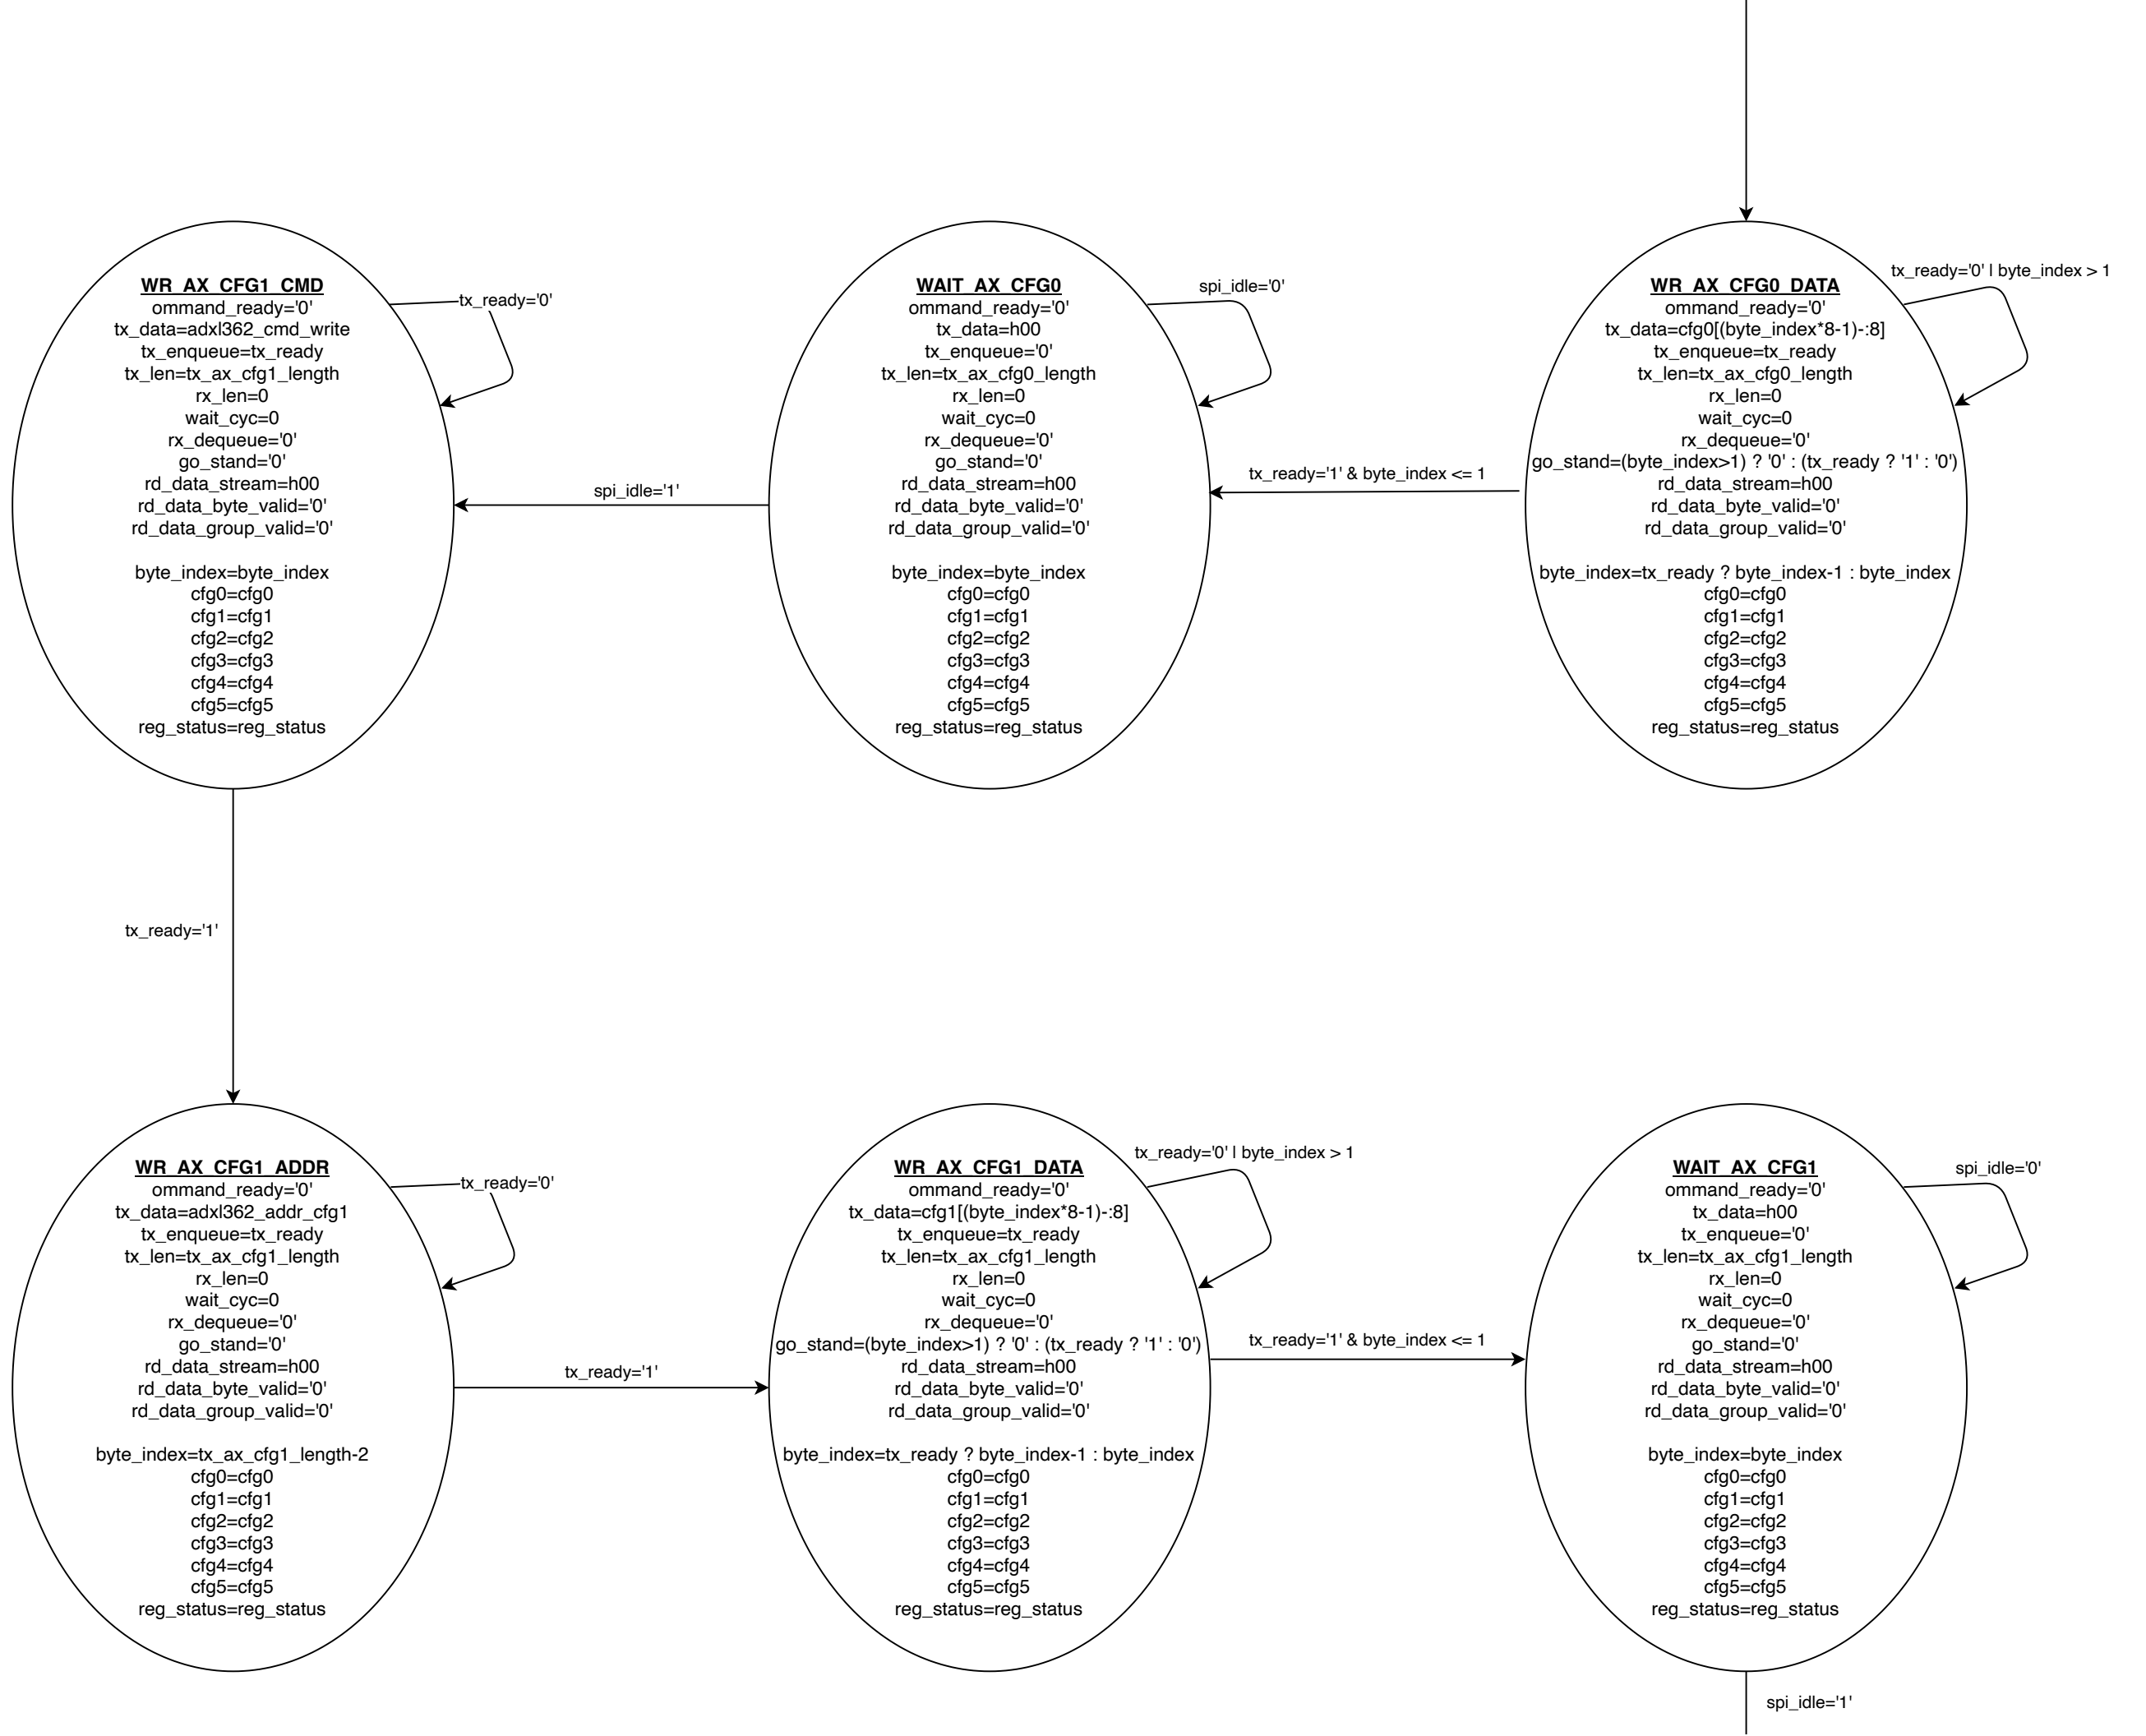 WR_AX_CFG1_CMD
ommand_ready='0'
tx_data=adxl362_cmd_write
tx_enqueue=tx_ready
tx_len=tx_ax_cfg1_length
rx_len=0
wait_cyc=0
rx_dequeue='0'
go_stand='0'
rd_data_stream=h00
rd_data_byte_valid='0'
rd_data_group_valid='0'
byte_index=byte_index
cfg0=cfg0
cfg1=cfg1
cfg2=cfg2
cfg3=cfg3
cfg4=cfg4
cfg5=cfg5
reg_status=reg_status
tx_ready='0'
spi_idle='1'
WAIT_AX_CFG0
ommand_ready='0'
tx_data=h00
tx_enqueue='0'
tx_len=tx_ax_cfg0_length
rx_len=0
wait_cyc=0
rx_dequeue='0'
go_stand='0'
rd_data_stream=h00
rd_data_byte_valid='0'
rd_data_group_valid='0'
byte_index=byte_index
cfg0=cfg0
cfg1=cfg1
cfg2=cfg2
cfg3=cfg3
cfg4=cfg4
cfg5=cfg5
reg_status=reg_status
spi_idle='0'
tx_ready='1' & byte_index <= 1
WR_AX_CFG0_DATA
ommand_ready='0'
tx_data=cfg0[(byte_index*8-1)-:8]
tx_enqueue=tx_ready
tx_len=tx_ax_cfg0_length
rx_len=0
wait_cyc=0
rx_dequeue='0'
go_stand=(byte_index>1) ? '0' : (tx_ready ? '1' : '0')
rd_data_stream=h00
rd_data_byte_valid='0'
rd_data_group_valid='0'
byte_index=tx_ready ? byte_index-1 : byte_index
cfg0=cfg0
cfg1=cfg1
cfg2=cfg2
cfg3=cfg3
cfg4=cfg4
cfg5=cfg5
reg_status=reg_status
tx_ready='0' | byte_index > 1
tx_ready='1'
WR_AX_CFG1_ADDR
ommand_ready='0'
tx_data=adxl362_addr_cfg1
tx_enqueue=tx_ready
tx_len=tx_ax_cfg1_length
rx_len=0
wait_cyc=0
rx_dequeue='0'
go_stand='0'
rd_data_stream=h00
rd_data_byte_valid='0'
rd_data_group_valid='0'
byte_index=tx_ax_cfg1_length-2
cfg0=cfg0
cfg1=cfg1
cfg2=cfg2
cfg3=cfg3
cfg4=cfg4
cfg5=cfg5
reg_status=reg_status
tx_ready='0'
tx_ready='1'
WR_AX_CFG1_DATA
ommand_ready='0'
tx_data=cfg1[(byte_index*8-1)-:8]
tx_enqueue=tx_ready
tx_len=tx_ax_cfg1_length
rx_len=0
wait_cyc=0
rx_dequeue='0'
go_stand=(byte_index>1) ? '0' : (tx_ready ? '1' : '0')
rd_data_stream=h00
rd_data_byte_valid='0'
rd_data_group_valid='0'
byte_index=tx_ready ? byte_index-1 : byte_index
cfg0=cfg0
cfg1=cfg1
cfg2=cfg2
cfg3=cfg3
cfg4=cfg4
cfg5=cfg5
reg_status=reg_status
tx_ready='0' | byte_index > 1
tx_ready='1' & byte_index <= 1
WAIT_AX_CFG1
ommand_ready='0'
tx_data=h00
tx_enqueue='0'
tx_len=tx_ax_cfg1_length
rx_len=0
wait_cyc=0
rx_dequeue='0'
go_stand='0'
rd_data_stream=h00
rd_data_byte_valid='0'
rd_data_group_valid='0'
byte_index=byte_index
cfg0=cfg0
cfg1=cfg1
cfg2=cfg2
cfg3=cfg3
cfg4=cfg4
cfg5=cfg5
reg_status=reg_status
spi_idle='0'
spi_idle='1'